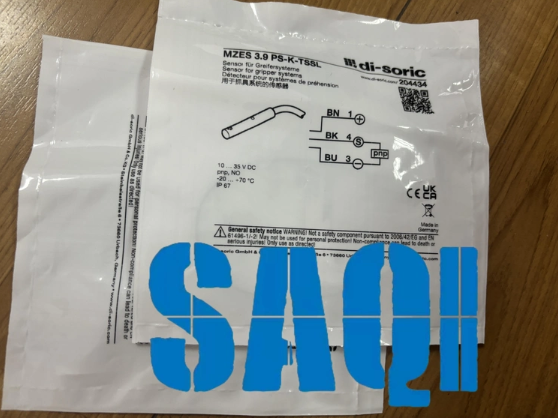 MZES 3.9 PS-K-TSSL
Sensor für Greifersysteme
Sensor for gripper systems
Détecteur pour systèmes de préhension
用于抓具系统的传感器
di-soric
204434
BN 1 +
BK 4 S
pnp
BU 3 −
10 ... 35 V DC
pnp, NO
-20 ... +70 °C
IP 67
CE UK CA
Made in
Germany
General safety notice WARNING! Not a safety component pursuant to 2006/42/EG and EN
61496-1/-2! May not be used for personal protection! Non-compliance can lead to death or
serious injuries! Only use as directed!
SAQI